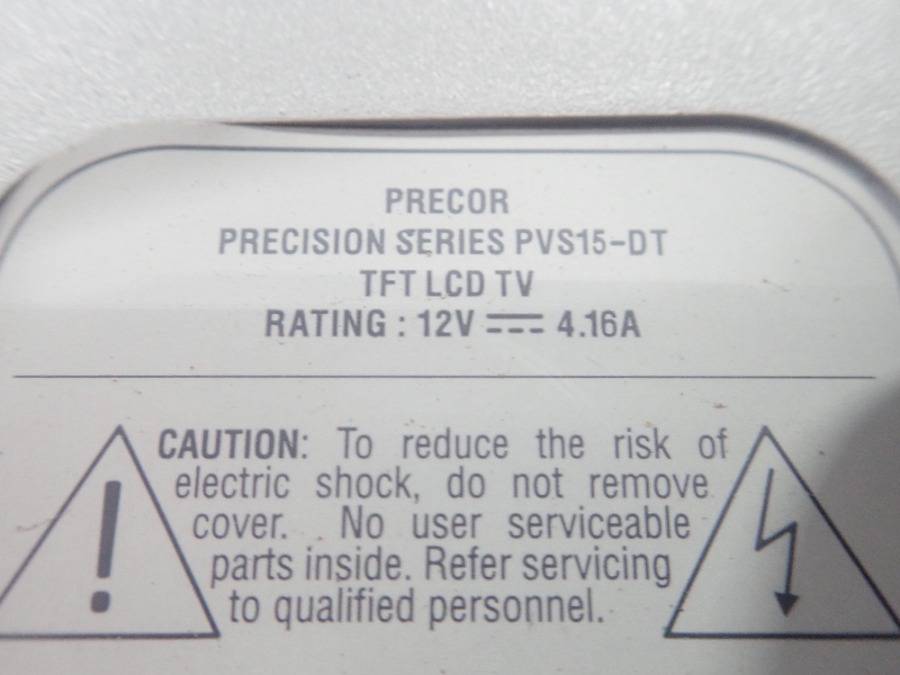 PRECOR
PRECISION SERIES PVS15-DT
TFT LCD TV
RATING : 12V ⎓ 4.16A
CAUTION: To reduce the risk of
electric shock, do not remove
cover. No user serviceable
parts inside. Refer servicing
to qualified personnel.